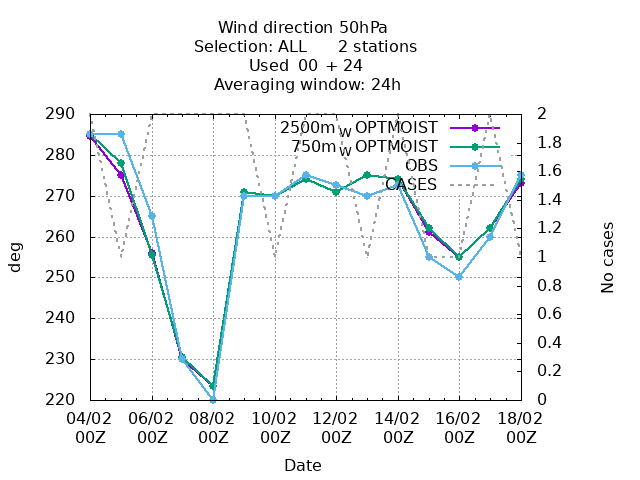 Wind direction 50hPa
Selection: ALL 2 stations
Used 00 + 24
Averaging window: 24h
290
280
270
260
250
240
230
220
deg
2500m W OPTMOIST
750m W OPTMOIST
OBS
CASES
2
1.8
1.6
1.4
1.2
1
0.8
0.6
0.4
0.2
0
No cases
04/02 06/02 08/02 10/02 12/02 14/02 16/02 18/02
00Z 00Z 00Z 00Z 00Z 00Z 00Z 00Z
Date